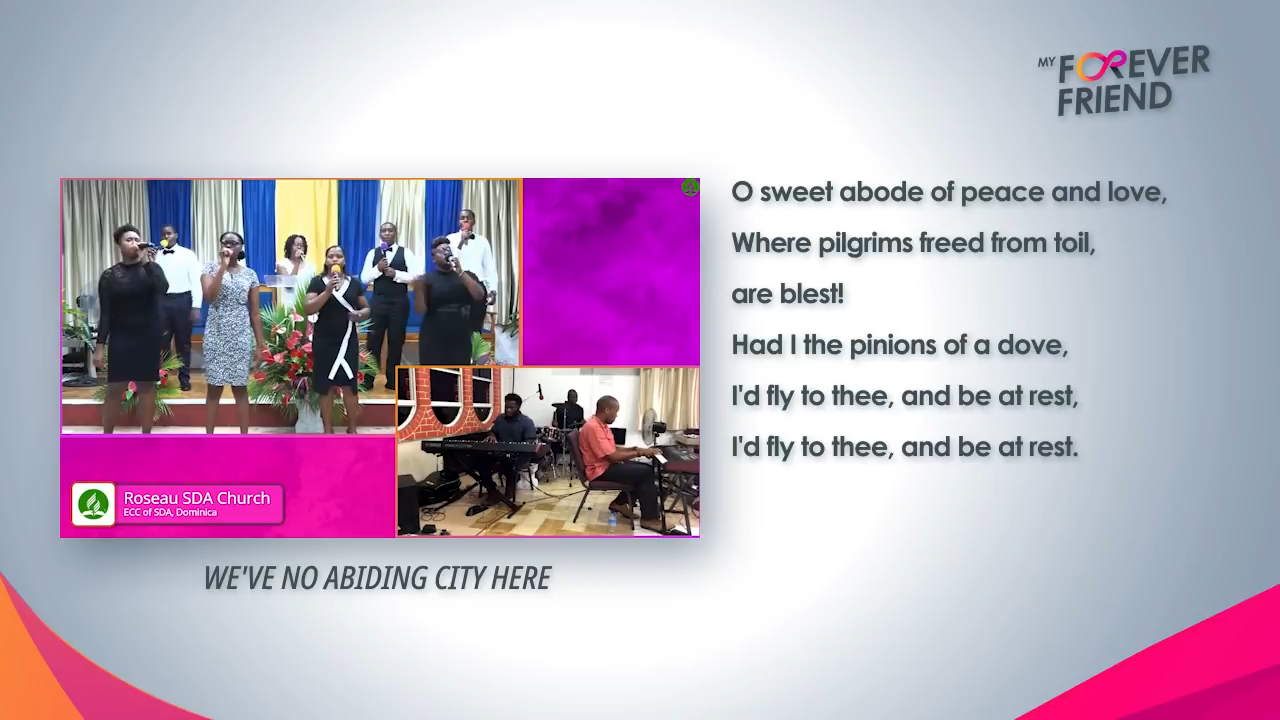 MY FOREVER
FRIEND
O sweet abode of peace and love,
Where pilgrims freed from toil,
are blest!
Had I the pinions of a dove,
I'd fly to thee, and be at rest,
I'd fly to thee, and be at rest.
Roseau SDA Church
ECC of SDA, Dominica
WE'VE NO ABIDING CITY HERE